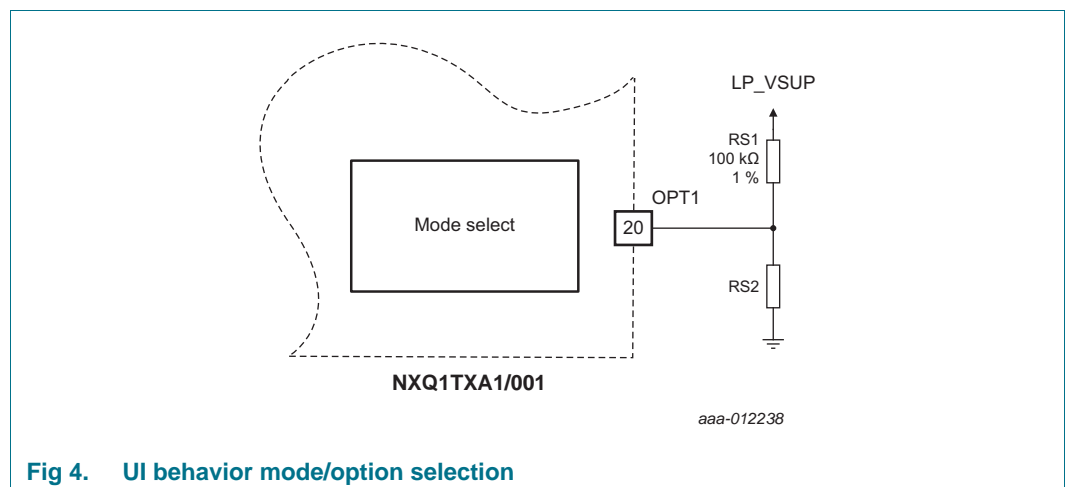 LP_VSUP
RS1
100 kΩ
1 %
OPT1
Mode select
20
RS2
NXQ1TXA1/001
aaa-012238
Fig 4. UI behavior mode/option selection